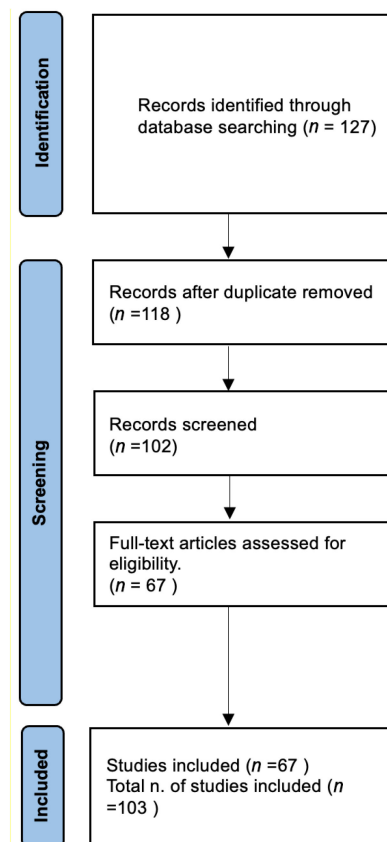 Identification
Records identified through
database searching (n = 127)
Screening
Records after duplicate removed
(n =118 )
Records screened
(n =102)
Full-text articles assessed for
eligibility.
(n = 67 )
Included
Studies included (n =67 )
Total n. of studies included (n
=103 )